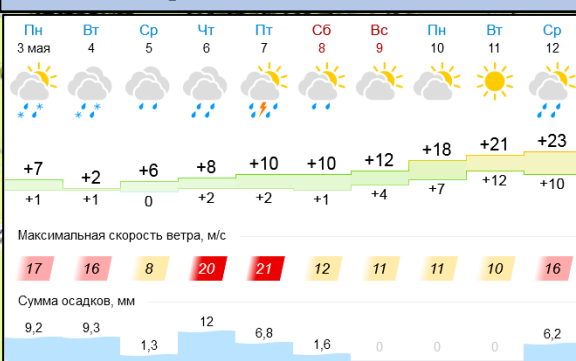 Пн Вт Ср Чт Пт Сб Вс Пн Вт Ср
3 мая 4 5 6 7 8 9 10 11 12
+7 +2 +6 +8 +10 +10 +12 +18 +21 +23
+1 +1 0 +2 +2 +1 +4 +7 +12 +10
Максимальная скорость ветра, м/с
17 16 8 20 21 12 11 11 10 16
Сумма осадков, мм
9,2 9,3 1,3 12 6,8 1,6 0 0 0 6,2